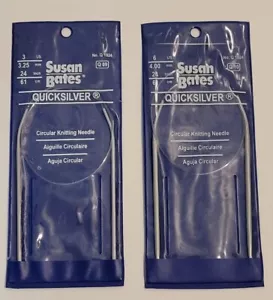 3
3.25
24
61
Susan
Bates®
QUICKSILVER®
Circular Knitting Needle
Aiguille Circulaire
Aguja Circular
6
4.00
Susan
Bates®
QUICKSILVER®
Circular Knitting Needle
Aiguille Circulaire
Aguja Circular